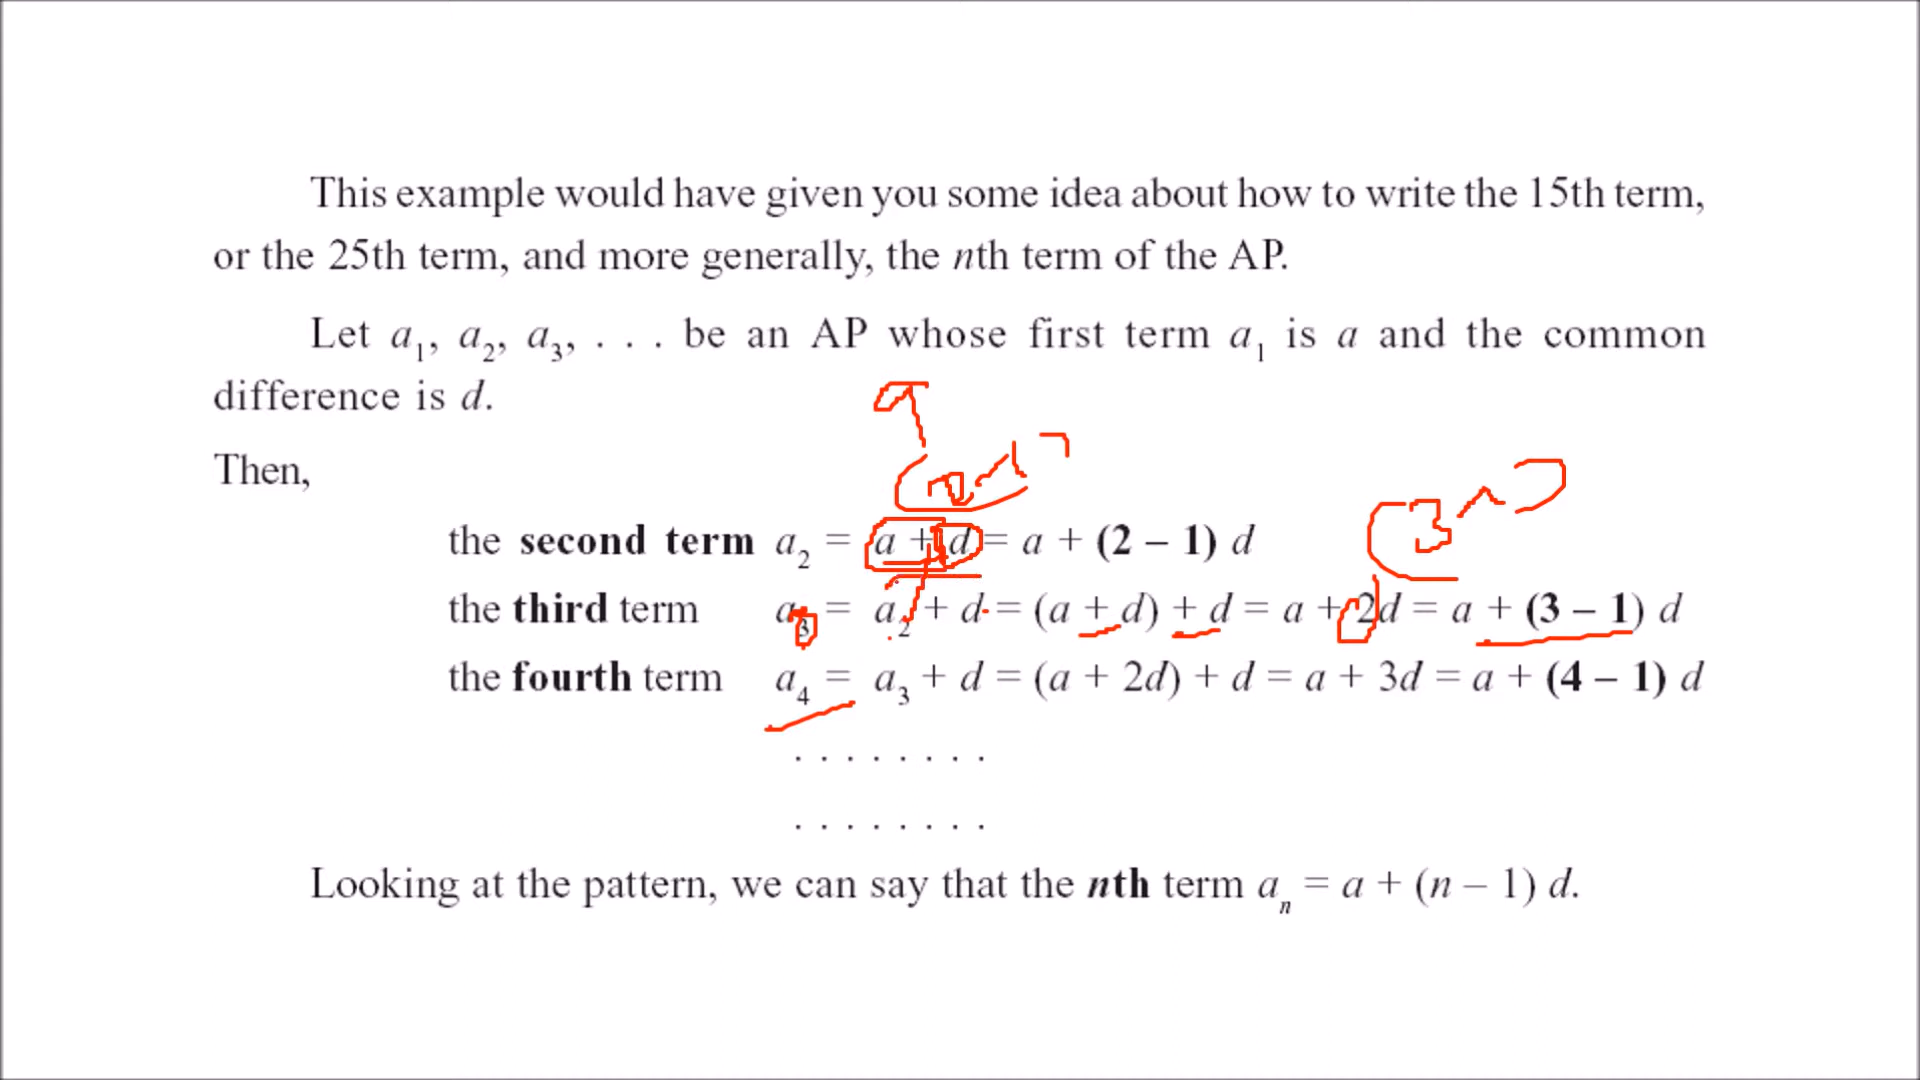 This example would have given you some idea about how to write the 15th term,
or the 25th term, and more generally, the nth term of the AP.
Let a₁, a₂, a₃, . . . be an AP whose first term a₁ is a and the common
difference is d.
Then,
the second term a₂ = a + d = a + (2 – 1) d
the third term a₃ = a₂ + d = (a + d) + d = a + 2d = a + (3 – 1) d
the fourth term a₄ = a₃ + d = (a + 2d) + d = a + 3d = a + (4 – 1) d
. . . . . . . .
. . . . . . . .
Looking at the pattern, we can say that the nth term aₙ = a + (n – 1) d.